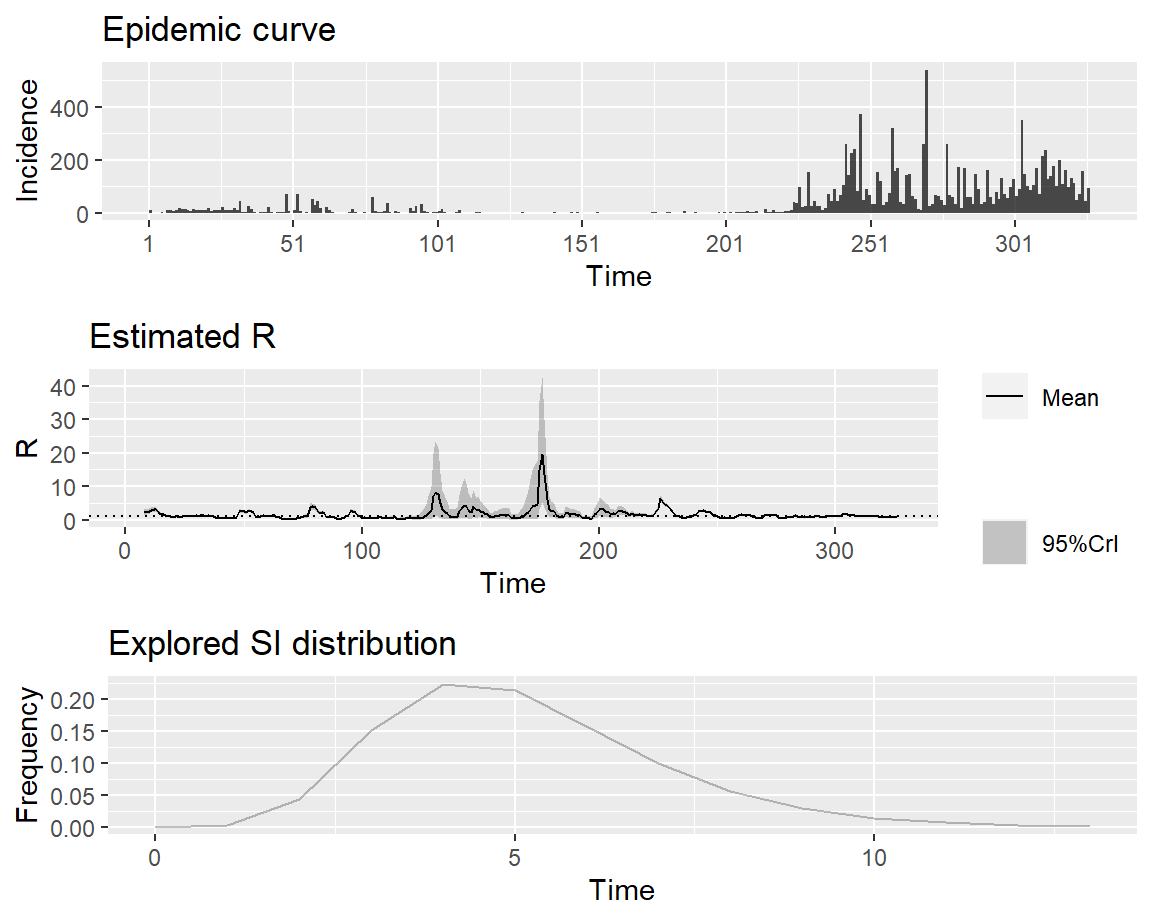 Epidemic curve
Incidence
400
200
0
1 51 101 151 201 251 301
Time
Estimated R
R
40
30
20
10
0
0 100 200 300
Time
Mean
95%CrI
Explored SI distribution
Frequency
0.20
0.15
0.10
0.05
0.00
0 5 10
Time